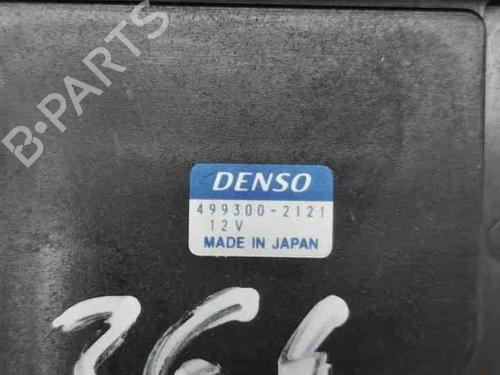 B-PARTS
DENSO
499300-2121
12V
MADE IN JAPAN